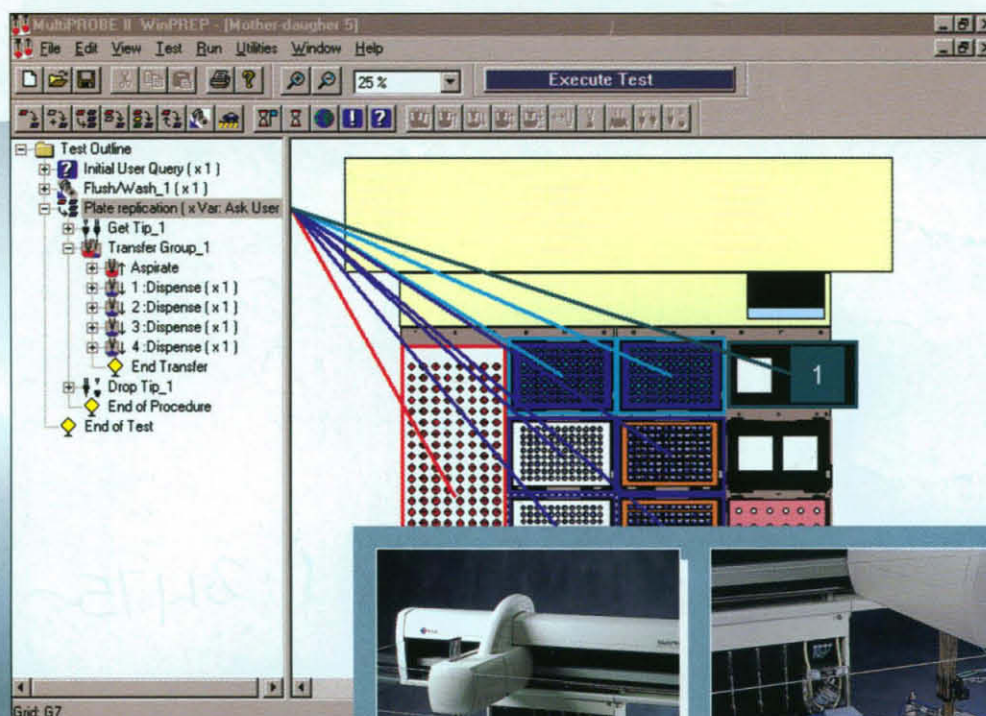 MultiPROBE II WinPREP - [Mother-daugher 5]
File Edit View Test Run Utilities Window Help
25 %
Execute Test
Test Outline
Initial User Query ( x 1 )
Flush/Wash_1 ( x 1 )
Plate replication ( x Var: Ask User
Get Tip_1
Transfer Group_1
Aspirate
1 :Dispense ( x 1 )
2 :Dispense ( x 1 )
3 :Dispense ( x 1 )
4 :Dispense ( x 1 )
End Transfer
Drop Tip_1
End of Procedure
End of Test
1
Grid: G7